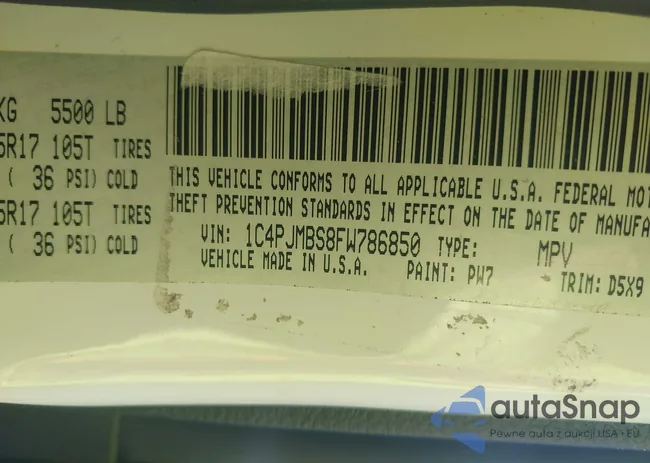 KG 5500 LB
5R17 105T TIRES
( 36 PSI) COLD
5R17 105T TIRES
( 36 PSI) COLD
THIS VEHICLE CONFORMS TO ALL APPLICABLE U.S.A. FEDERAL MOT
THEFT PREVENTION STANDARDS IN EFFECT ON THE DATE OF MANUFA
VIN: 1C4PJMBS8FW786850 TYPE: MPV
VEHICLE MADE IN U.S.A. PAINT: PW7 TRIM: D5X9
autaSnap
Pewne auta z aukcji USA i EU